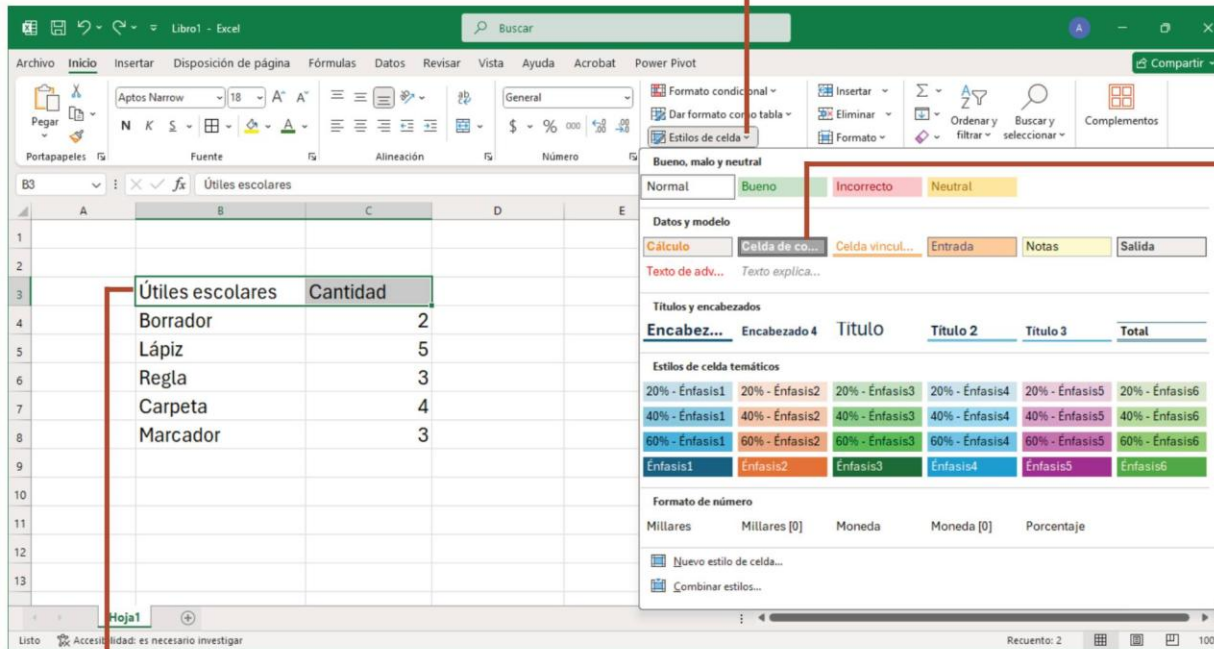 Libro1 - Excel
Buscar
A
Archivo Inicio Insertar Disposición de página Fórmulas Datos Revisar Vista Ayuda Acrobat Power Pivot
Compartir
Pegar
Aptos Narrow 18 A A
N K S A
ab
General
$ % 000
Formato condicional
Dar formato como tabla
Estilos de celda
Insertar
Eliminar
Formato
Ordenar y filtrar
Buscar y seleccionar
Complementos
Portapapeles Fuente Alineación Número
B3 fx Útiles escolares
A B C D E
1
2
3 Útiles escolares Cantidad
4 Borrador 2
5 Lápiz 5
6 Regla 3
7 Carpeta 4
8 Marcador 3
9
10
11
12
13
Bueno, malo y neutral
Normal Bueno Incorrecto Neutral
Datos y modelo
Cálculo Celda de co... Celda vincul... Entrada Notas Salida
Texto de adv... Texto explica...
Títulos y encabezados
Encabez... Encabezado 4 Título Título 2 Título 3 Total
Estilos de celda temáticos
20% - Énfasis1 20% - Énfasis2 20% - Énfasis3 20% - Énfasis4 20% - Énfasis5 20% - Énfasis6
40% - Énfasis1 40% - Énfasis2 40% - Énfasis3 40% - Énfasis4 40% - Énfasis5 40% - Énfasis6
60% - Énfasis1 60% - Énfasis2 60% - Énfasis3 60% - Énfasis4 60% - Énfasis5 60% - Énfasis6
Énfasis1 Énfasis2 Énfasis3 Énfasis4 Énfasis5 Énfasis6
Formato de número
Millares Millares [0] Moneda Moneda [0] Porcentaje
Nuevo estilo de celda...
Combinar estilos...
Hoja1
Listo Accesibilidad: es necesario investigar Recuento: 2 100